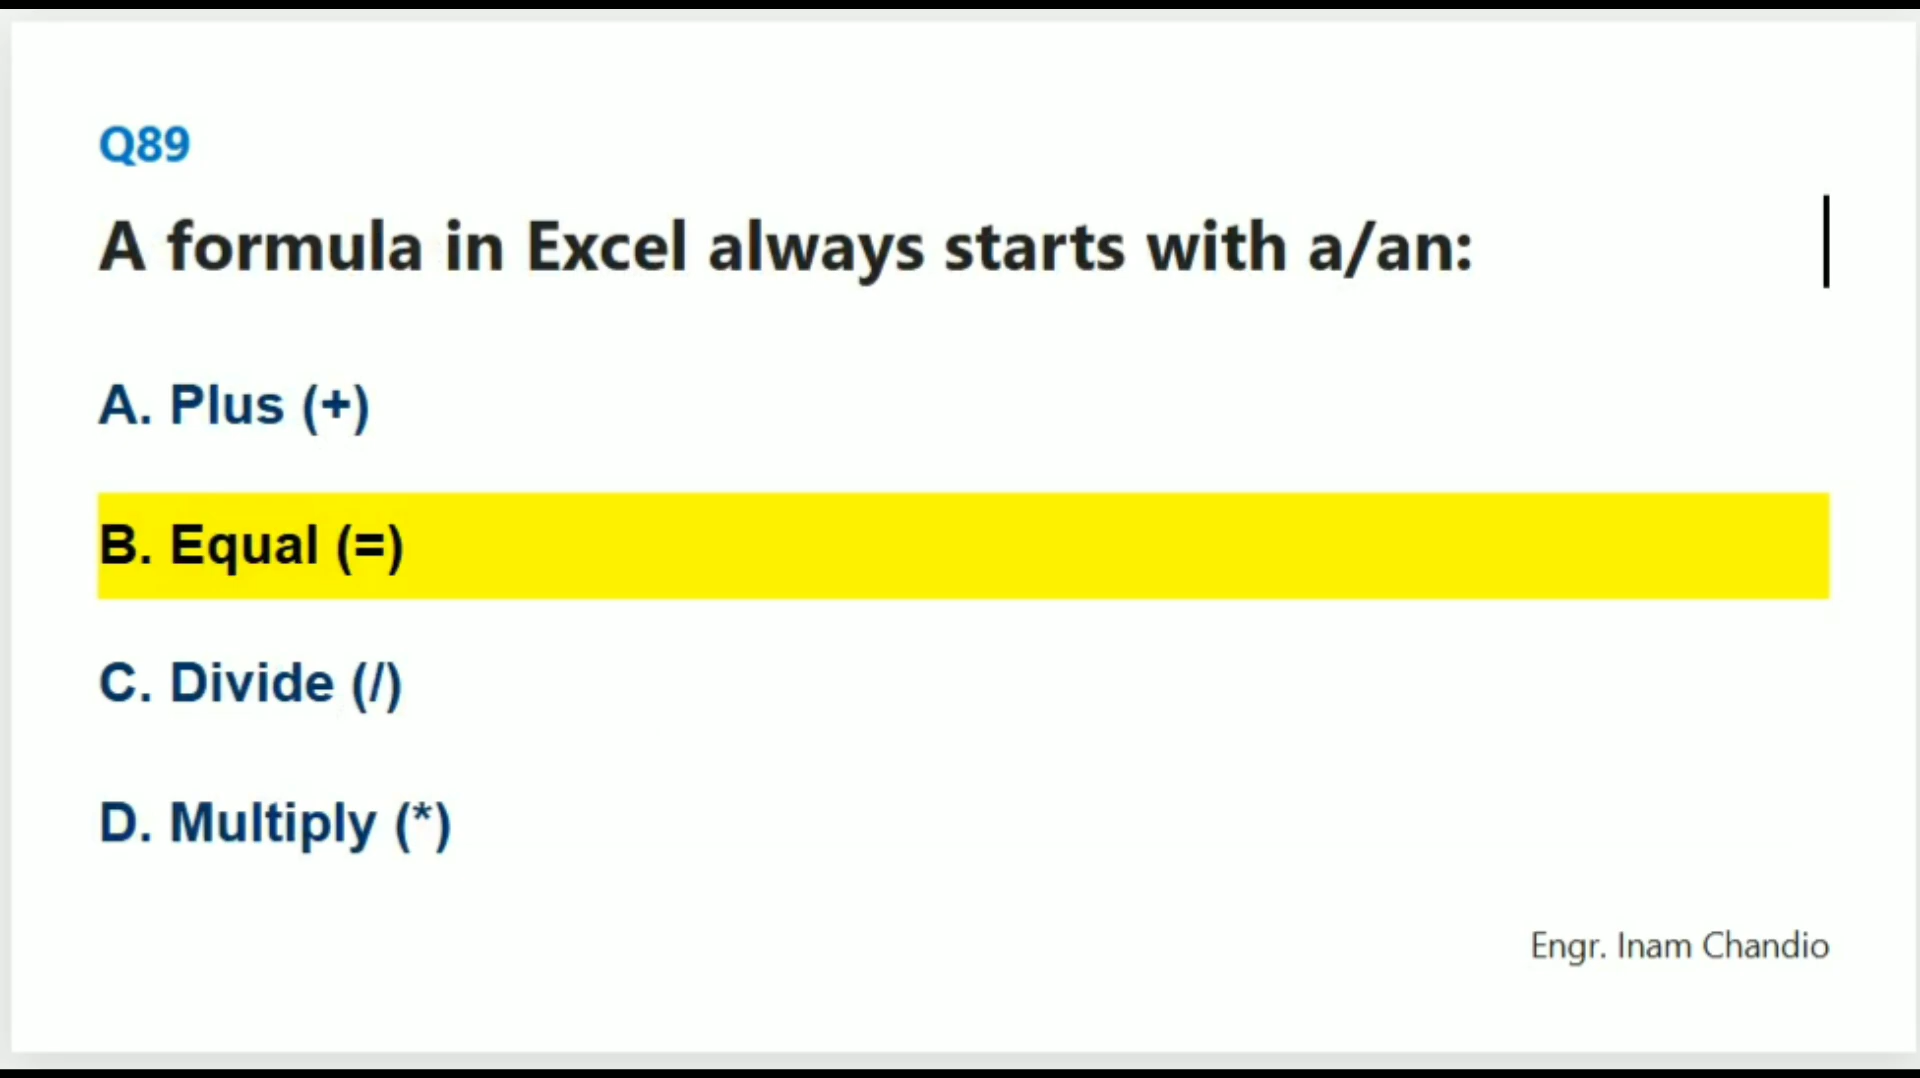 Q89
A formula in Excel always starts with a/an:
A. Plus (+)
B. Equal (=)
C. Divide (/)
D. Multiply (*)
Engr. Inam Chandio